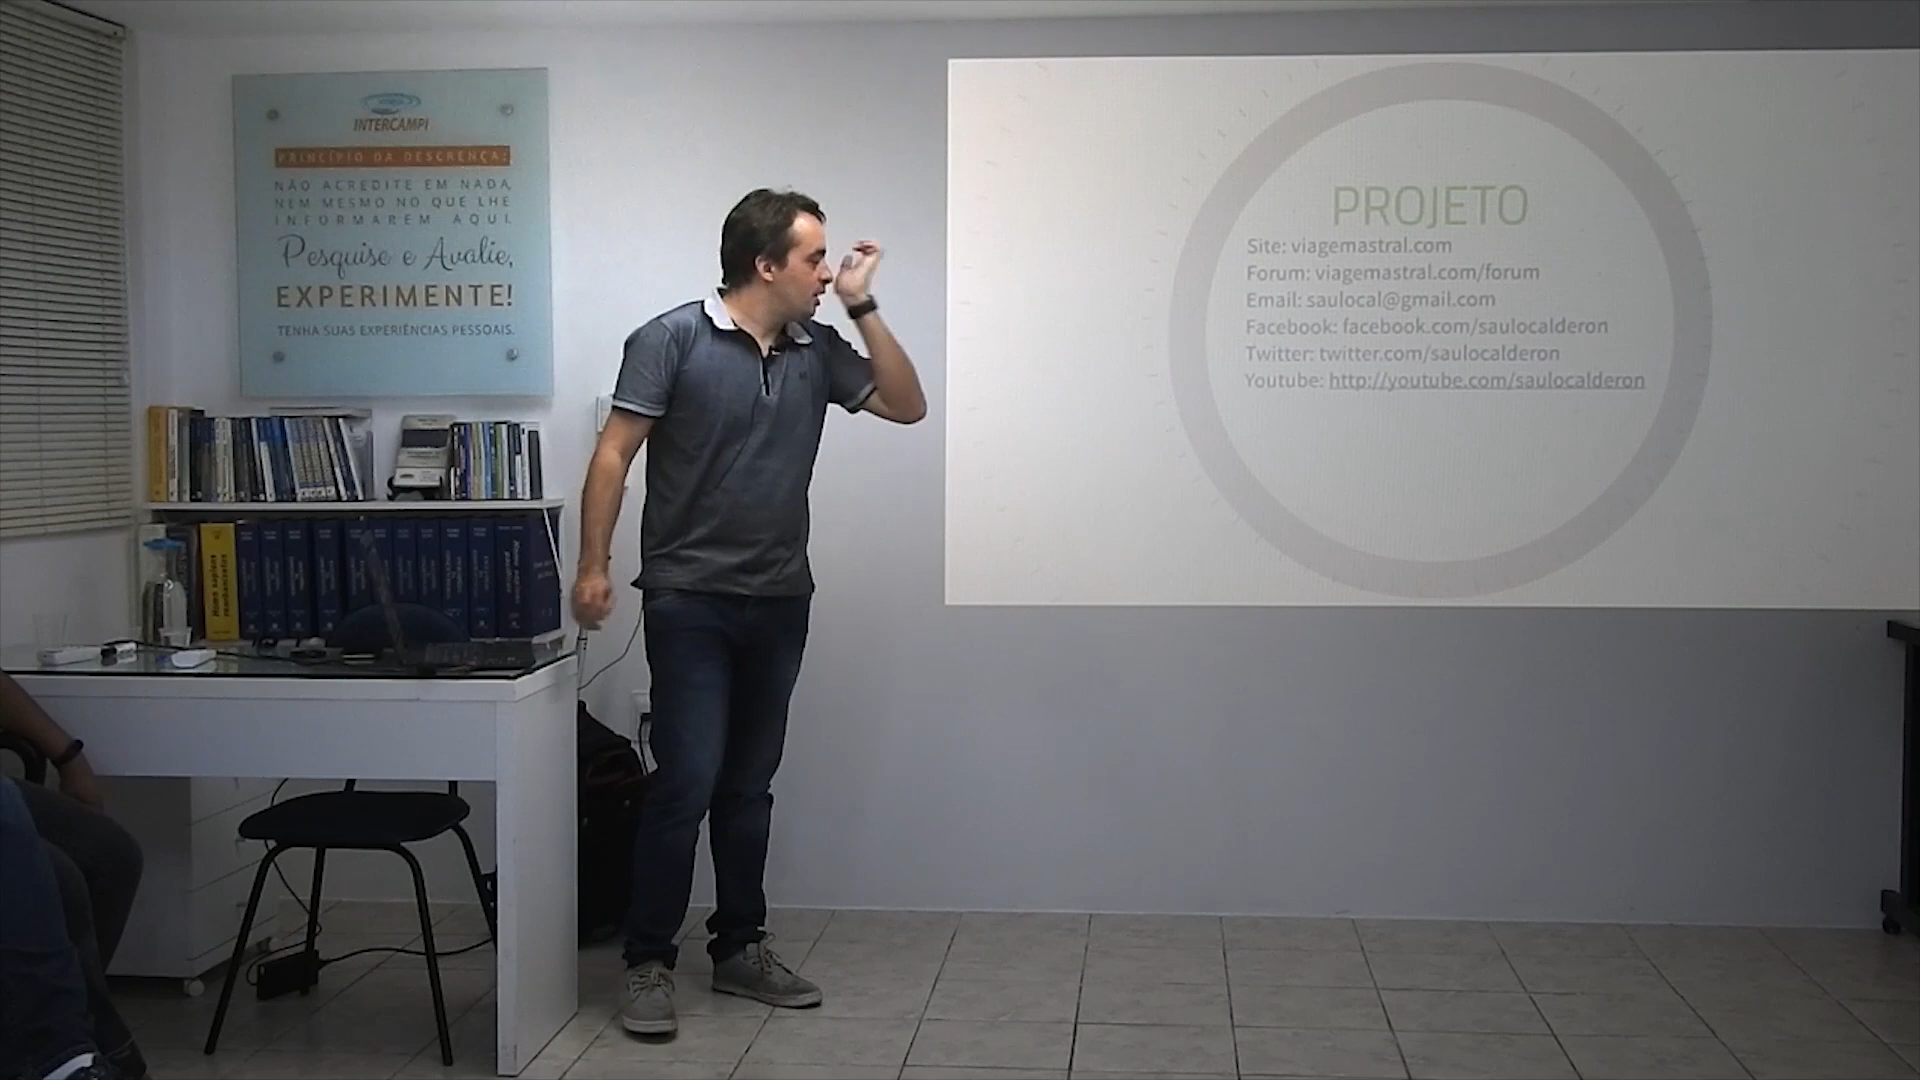 INTERCAMPI
PRINCÍPIO DA DESCRENÇA:
NÃO ACREDITE EM NADA,
NEM MESMO NO QUE LHE
INFORMAREM AQUI.
Pesquise e Avalie,
EXPERIMENTE!
TENHA SUAS EXPERIÊNCIAS PESSOAIS.
PROJETO
Site: viagemastral.com
Forum: viagemastral.com/forum
Email: saulocal@gmail.com
Facebook: facebook.com/saulocalderon
Twitter: twitter.com/saulocalderon
Youtube: http://youtube.com/saulocalderon
Homo sapiens